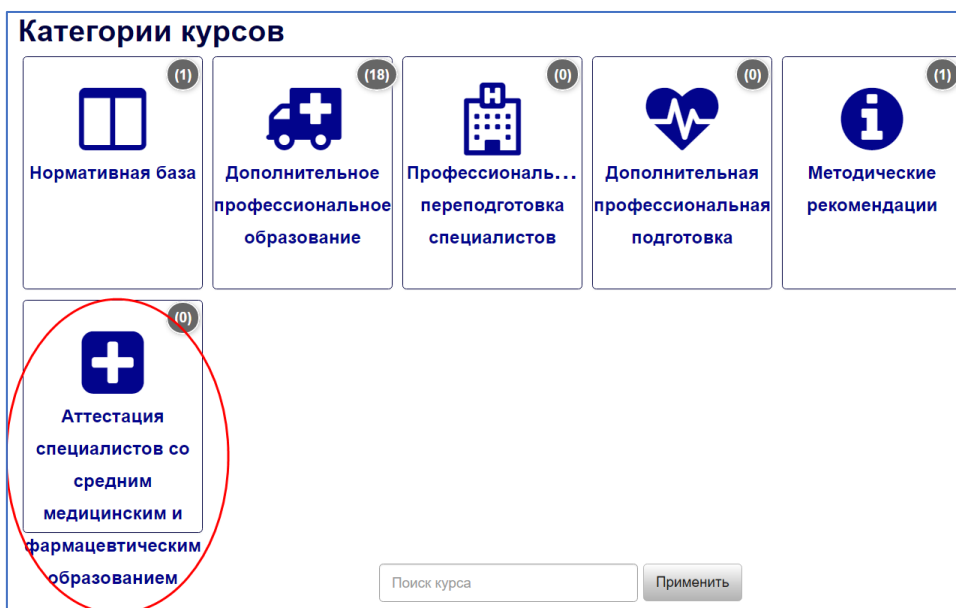 Категории курсов
(1)
Нормативная база
(18)
Дополнительное
профессиональное
образование
(0)
Профессиональ...
переподготовка
специалистов
(0)
Дополнительная
профессиональная
подготовка
(1)
Методические
рекомендации
(0)
Аттестация
специалистов со
средним
медицинским и
фармацевтическим
образованием
Поиск курса
Применить